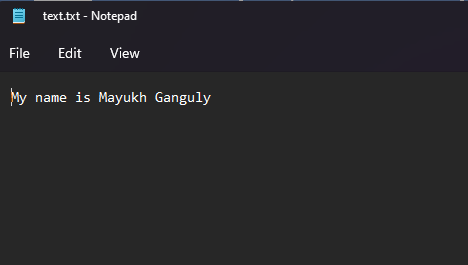 text.txt - Notepad
File Edit View
My name is Mayukh Ganguly